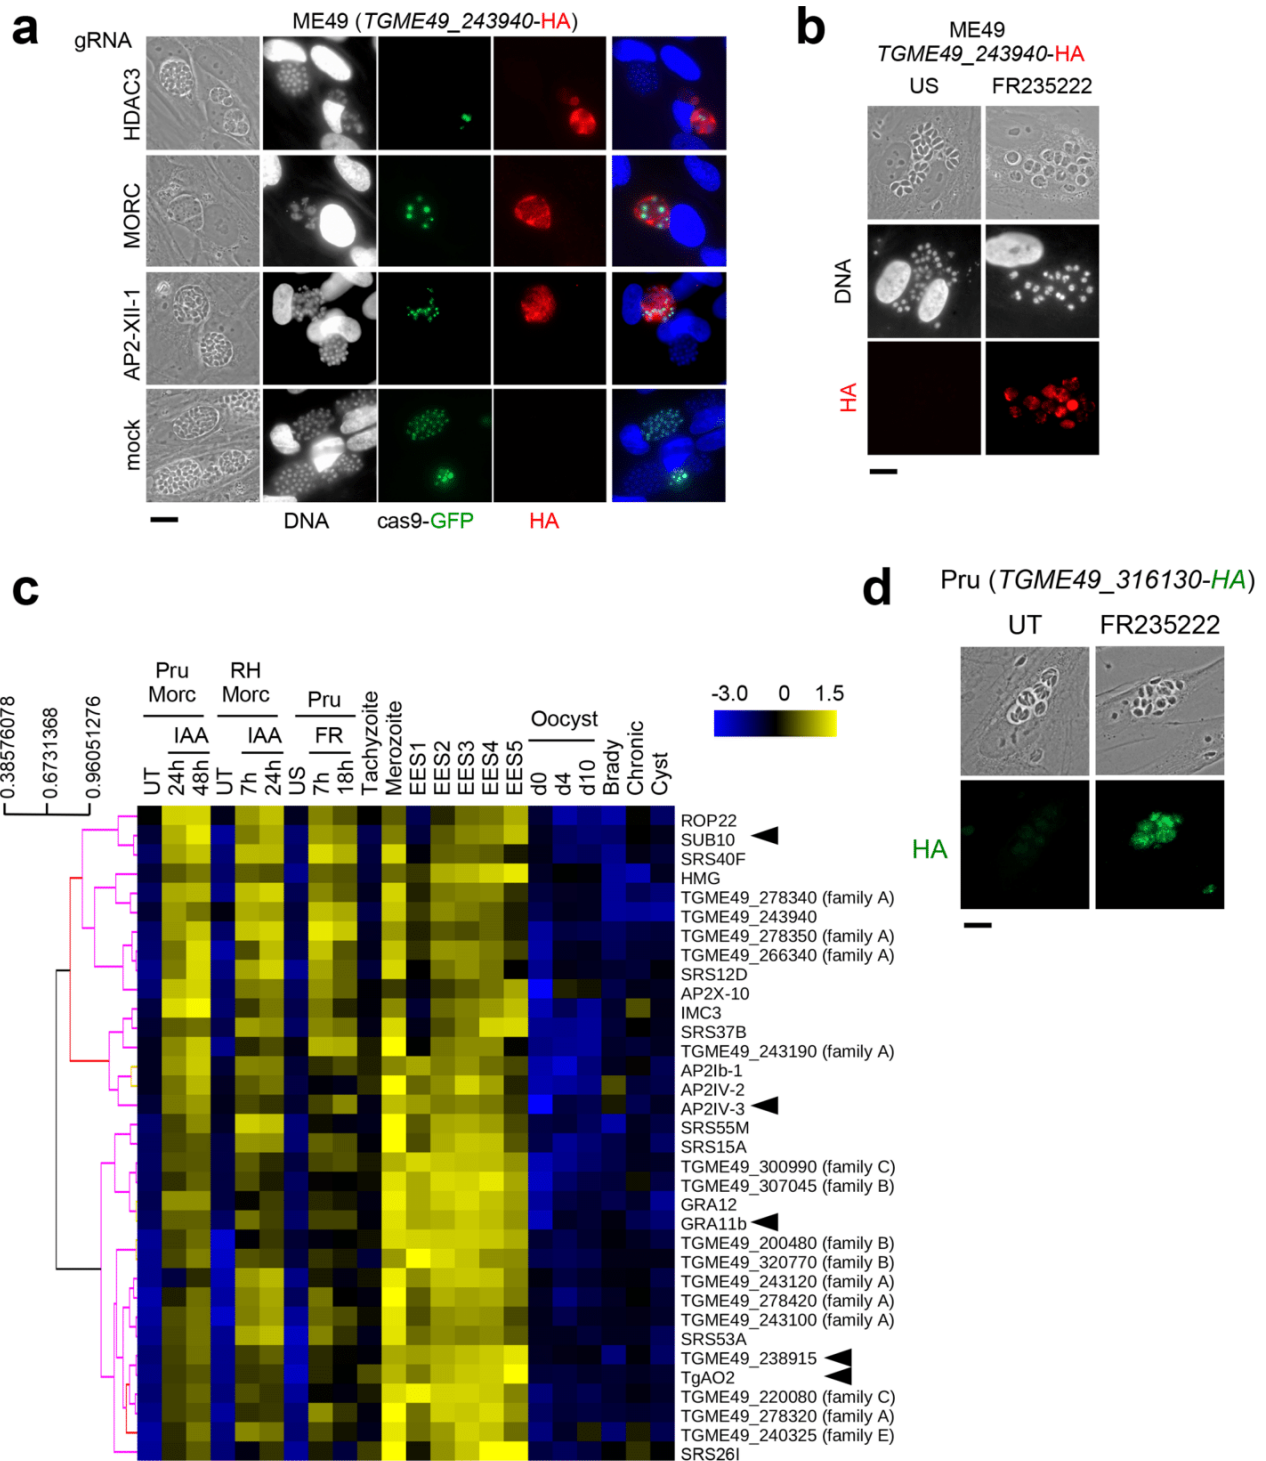 a
ME49 (TGME49_243940-HA)
gRNA
HDAC3
MORC
AP2-XII-1
mock
DNA
cas9-GFP
HA
b
ME49
TGME49_243940-HA
US
FR235222
DNA
HA
c
0.38576078
0.6731368
0.96051276
Pru
Morc
RH
Morc
Pru
IAA
IAA
FR
UT
24h
48h
UT
7h
24h
US
7h
18h
Tachyzoite
Merozoite
EES1
EES2
EES3
EES4
EES5
Oocyst
d0
d4
d10
Brady
Chronic
Cyst
-3.0 0 1.5
ROP22
SUB10
SRS40F
HMG
TGME49_278340 (family A)
TGME49_243940
TGME49_278350 (family A)
TGME49_266340 (family A)
SRS12D
AP2X-10
IMC3
SRS37B
TGME49_243190 (family A)
AP2Ib-1
AP2IV-2
AP2IV-3
SRS55M
SRS15A
TGME49_300990 (family C)
TGME49_307045 (family B)
GRA12
GRA11b
TGME49_200480 (family B)
TGME49_320770 (family B)
TGME49_243120 (family A)
TGME49_278420 (family A)
TGME49_243100 (family A)
SRS53A
TGME49_238915
TgAO2
TGME49_220080 (family C)
TGME49_278320 (family A)
TGME49_240325 (family E)
SRS26I
d
Pru (TGME49_316130-HA)
UT
FR235222
HA